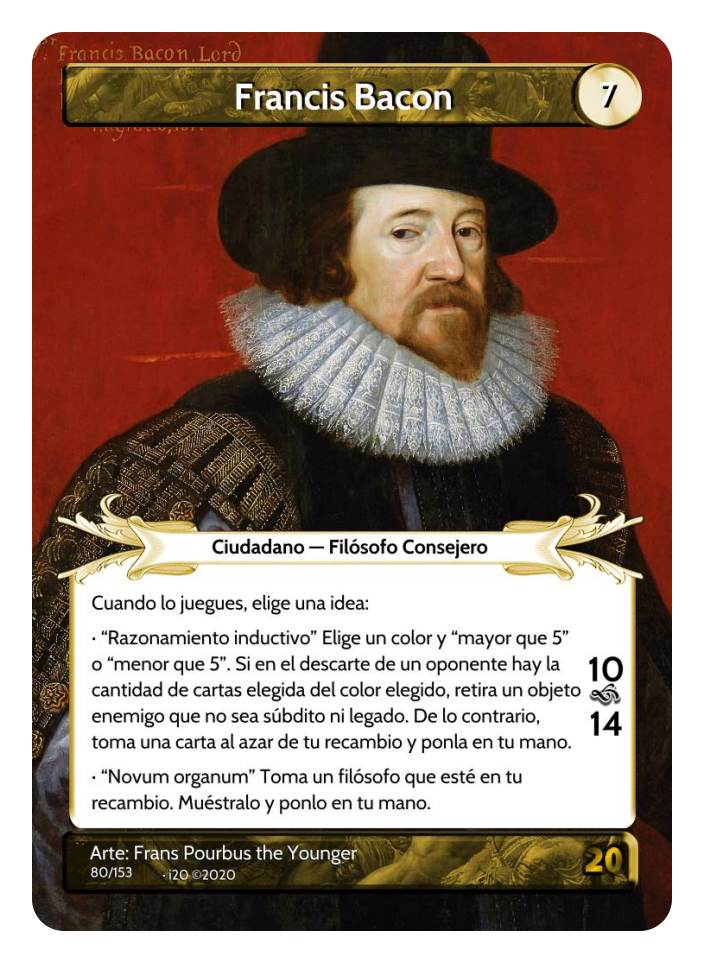 Francis. Bacon. Lord
Francis Bacon
7
Ciudadano — Filósofo Consejero
Cuando lo juegues, elige una idea:
· “Razonamiento inductivo” Elige un color y “mayor que 5”
o “menor que 5”. Si en el descarte de un oponente hay la
cantidad de cartas elegida del color elegido, retira un objeto
enemigo que no sea súbdito ni legado. De lo contrario,
toma una carta al azar de tu recambio y ponla en tu mano.
10
14
· “Novum organum” Toma un filósofo que esté en tu
recambio. Muéstralo y ponlo en tu mano.
Arte: Frans Pourbus the Younger
80/153 · i20 ©2020
20